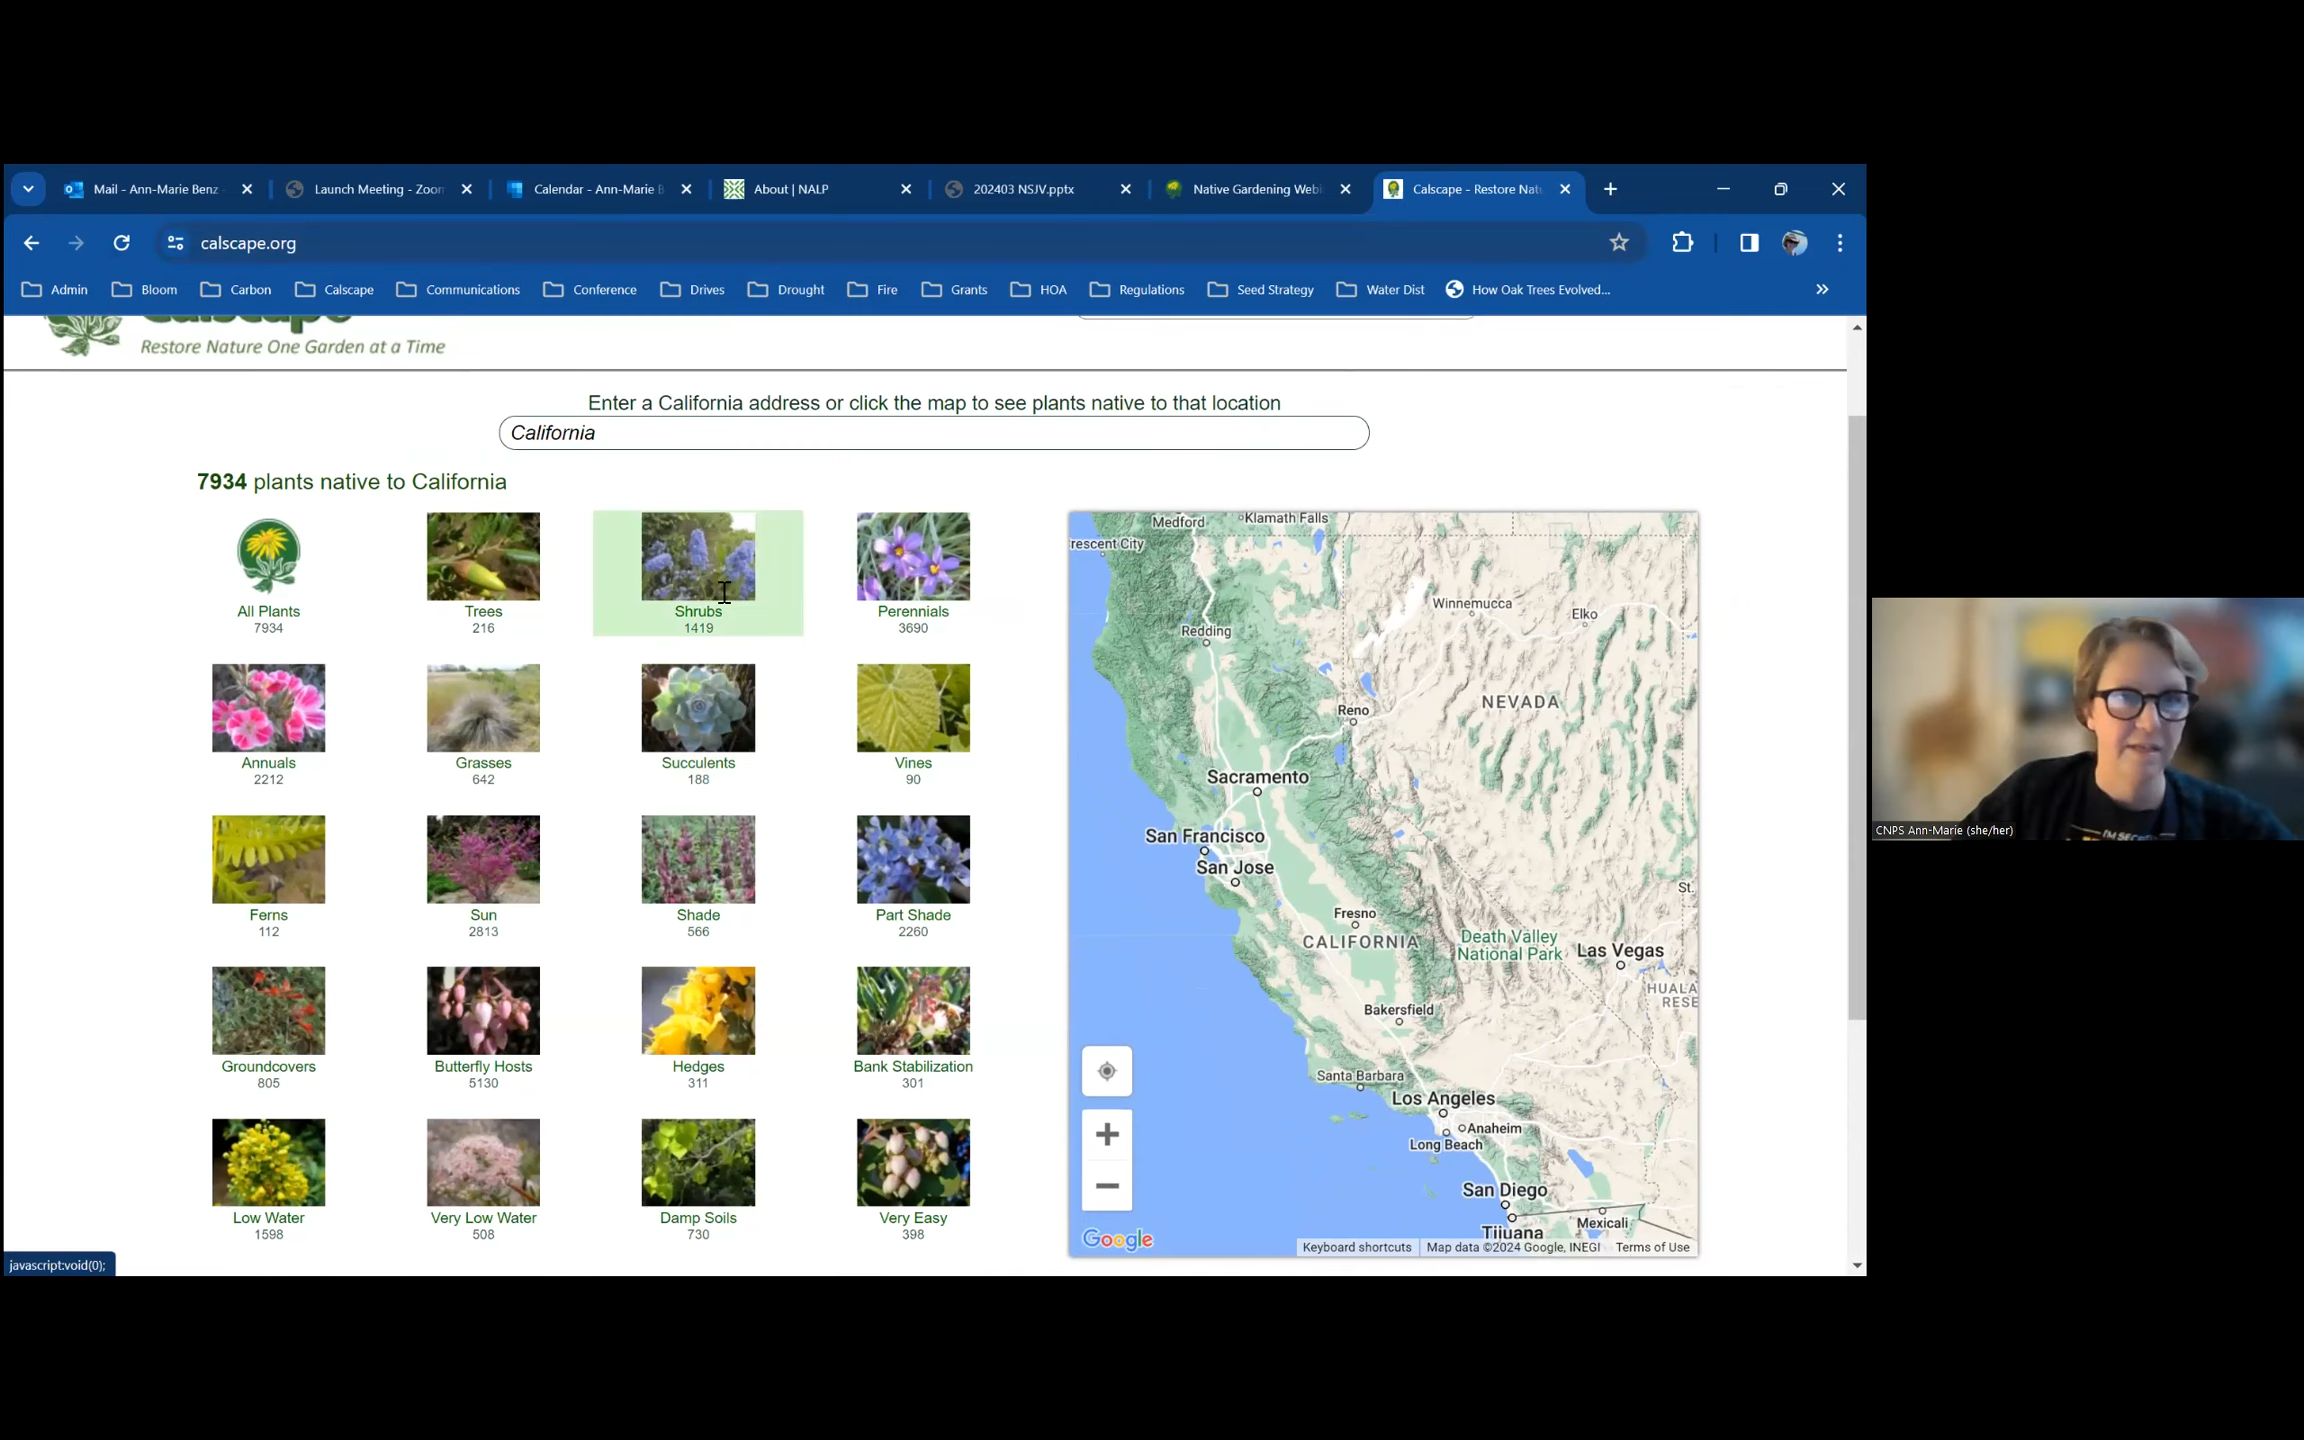 Mail - Ann-Marie Benz
Launch Meeting - Zoom
Calendar - Ann-Marie B
About | NALP
202403 NSJV.pptx
Native Gardening Webi
Calscape - Restore Natu
calscape.org
Admin
Bloom
Carbon
Calscape
Communications
Conference
Drives
Drought
Fire
Grants
HOA
Regulations
Seed Strategy
Water Dist
How Oak Trees Evolved...
Restore Nature One Garden at a Time
Enter a California address or click the map to see plants native to that location
California
7934 plants native to California
All Plants
7934
Trees
216
Shrubs
1419
Perennials
3690
Annuals
2212
Grasses
642
Succulents
188
Vines
90
Ferns
112
Sun
2813
Shade
566
Part Shade
2260
Groundcovers
805
Butterfly Hosts
5130
Hedges
311
Bank Stabilization
301
Low Water
1598
Very Low Water
508
Damp Soils
730
Very Easy
398
Medford
Klamath Falls
rescent City
Winnemucca
Elko
Redding
Reno
NEVADA
Sacramento
San Francisco
San Jose
St.
Fresno
CALIFORNIA
Death Valley
National Park
Las Vegas
HUALA
RESE
Bakersfield
Santa Barbara
Los Angeles
Anaheim
Long Beach
San Diego
Tijuana
Mexicali
Google
Keyboard shortcuts
Map data ©2024 Google, INEGI
Terms of Use
javascript:void(0);
CNPS Ann-Marie (she/her)
I'M SEC